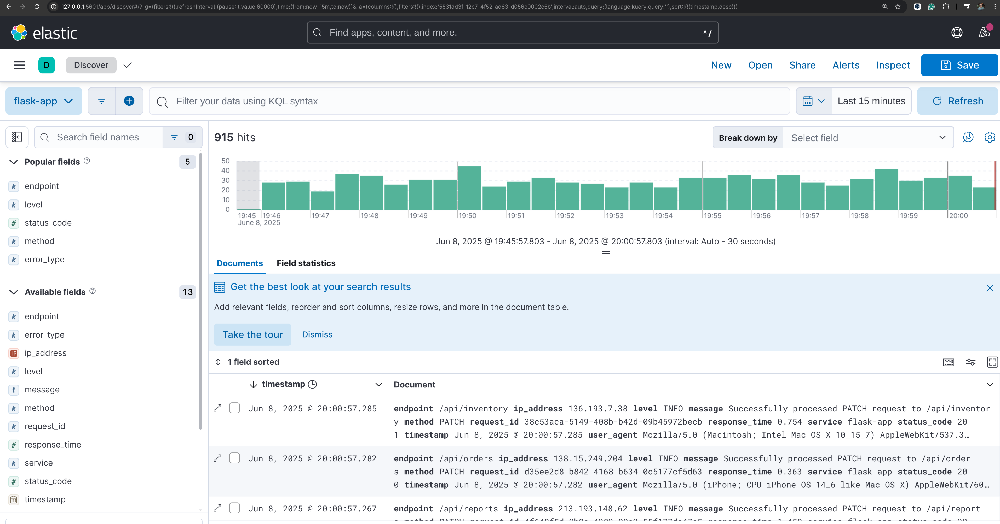 127.0.0.1:5601/app/discover#/?_g=(filters:!(),refreshInterval:(pause:!t,value:60000),time:(from:now-15m,to:now))&_a=(columns:!(),filters:!(),index:'5531dd3f-12c7-4f52-ad83-d056c0002c5b',interval:auto,query:(language:kuery,query:''),sort:!(!(timestamp,desc)))
elastic
Find apps, content, and more.
^ /
D
Discover
New
Open
Share
Alerts
Inspect
Save
flask-app
Filter your data using KQL syntax
Last 15 minutes
Refresh
Search field names
0
Popular fields
5
k endpoint
k level
# status_code
k method
k error_type
Available fields
13
k endpoint
k error_type
IP ip_address
k level
t message
k method
k request_id
# response_time
k service
# status_code
timestamp
915 hits
Break down by
Select field
50
40
30
20
10
0
19:45 19:46 19:47 19:48 19:49 19:50 19:51 19:52 19:53 19:54 19:55 19:56 19:57 19:58 19:59 20:00
June 8, 2025
Jun 8, 2025 @ 19:45:57.803 - Jun 8, 2025 @ 20:00:57.803 (interval: Auto - 30 seconds)
Documents
Field statistics
Get the best look at your search results
Add relevant fields, reorder and sort columns, resize rows, and more in the document table.
Take the tour
Dismiss
1 field sorted
timestamp
Document
Jun 8, 2025 @ 20:00:57.285
endpoint /api/inventory ip_address 136.193.7.38 level INFO message Successfully processed PATCH request to /api/inventor
y method PATCH request_id 38c53aca-5149-408b-b42d-09b45972becb response_time 0.754 service flask-app status_code 20
1 timestamp Jun 8, 2025 @ 20:00:57.285 user_agent Mozilla/5.0 (Macintosh; Intel Mac OS X 10_15_7) AppleWebKit/537.3…
Jun 8, 2025 @ 20:00:57.282
endpoint /api/orders ip_address 138.15.249.204 level INFO message Successfully processed PATCH request to /api/order
s method PATCH request_id d35ee2d8-b842-4168-b634-0c5177cf5d63 response_time 0.363 service flask-app status_code 20
0 timestamp Jun 8, 2025 @ 20:00:57.282 user_agent Mozilla/5.0 (iPhone; CPU iPhone OS 14_6 like Mac OS X) AppleWebKit/60…
Jun 8, 2025 @ 20:00:57.267
endpoint /api/reports ip_address 213.193.148.62 level INFO message Successfully processed PATCH request to /api/report
s method PATCH request_id response_time service flask-app status_code 20